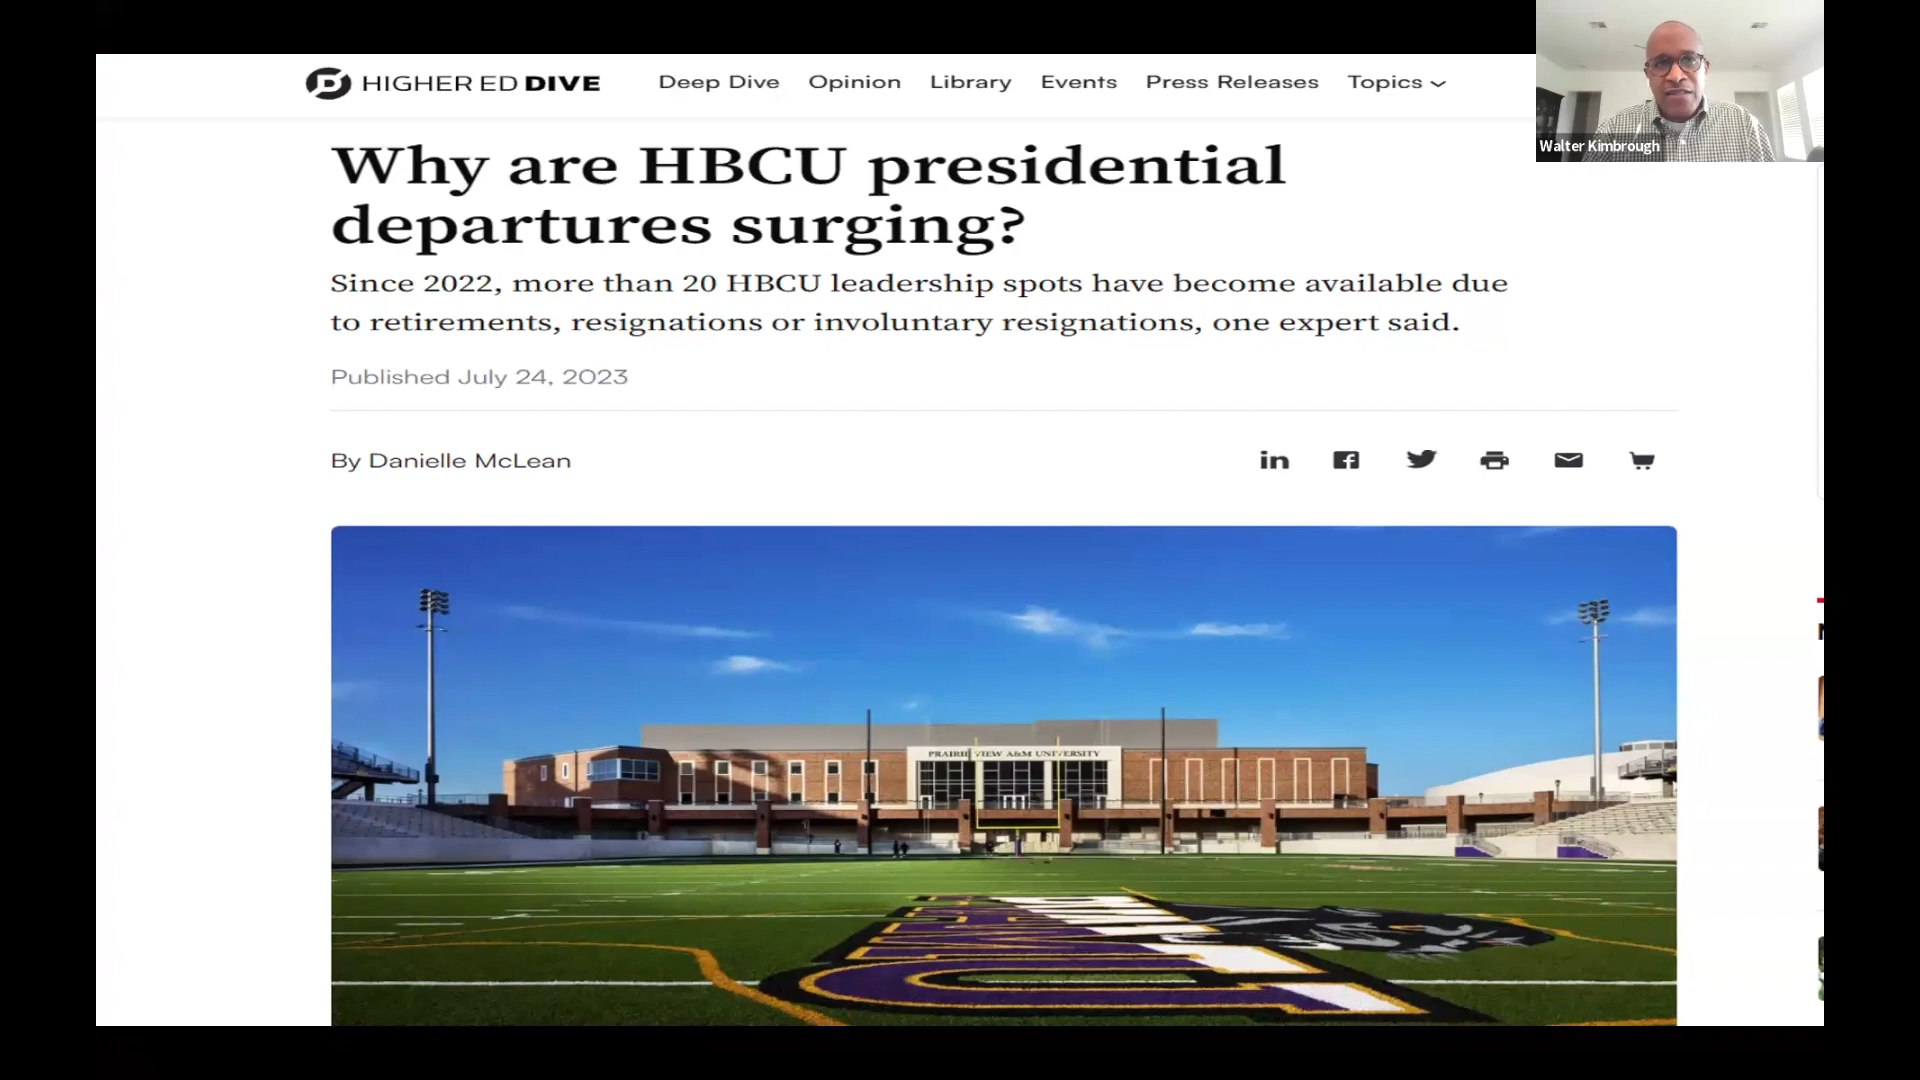 HIGHER ED DIVE
Deep Dive Opinion Library Events Press Releases Topics
Walter Kimbrough
Why are HBCU presidential
departures surging?
Since 2022, more than 20 HBCU leadership spots have become available due
to retirements, resignations or involuntary resignations, one expert said.
Published July 24, 2023
By Danielle McLean
PRAIRIE VIEW A&M UNIVERSITY